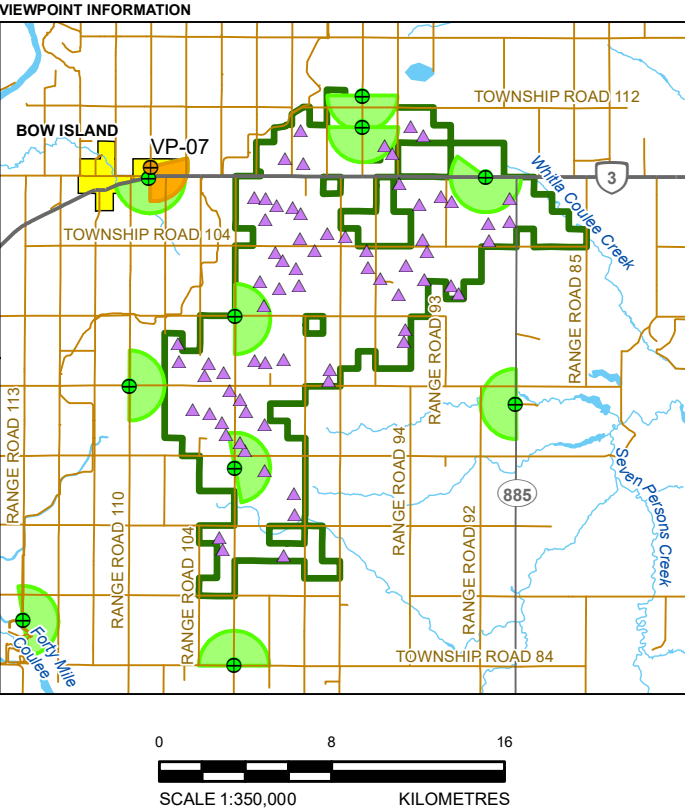 VIEWPOINT INFORMATION
TOWNSHIP ROAD 112
BOW ISLAND
VP-07
Whitla Coulee Creek
3
TOWNSHIP ROAD 104
RANGE ROAD 85
RANGE ROAD 93
RANGE ROAD 113
RANGE ROAD 94
Seven Persons Creek
885
RANGE ROAD 110
RANGE ROAD 92
RANGE ROAD 104
Forty Mile
Coulee
TOWNSHIP ROAD 84
0 8 16
SCALE 1:350,000 KILOMETRES